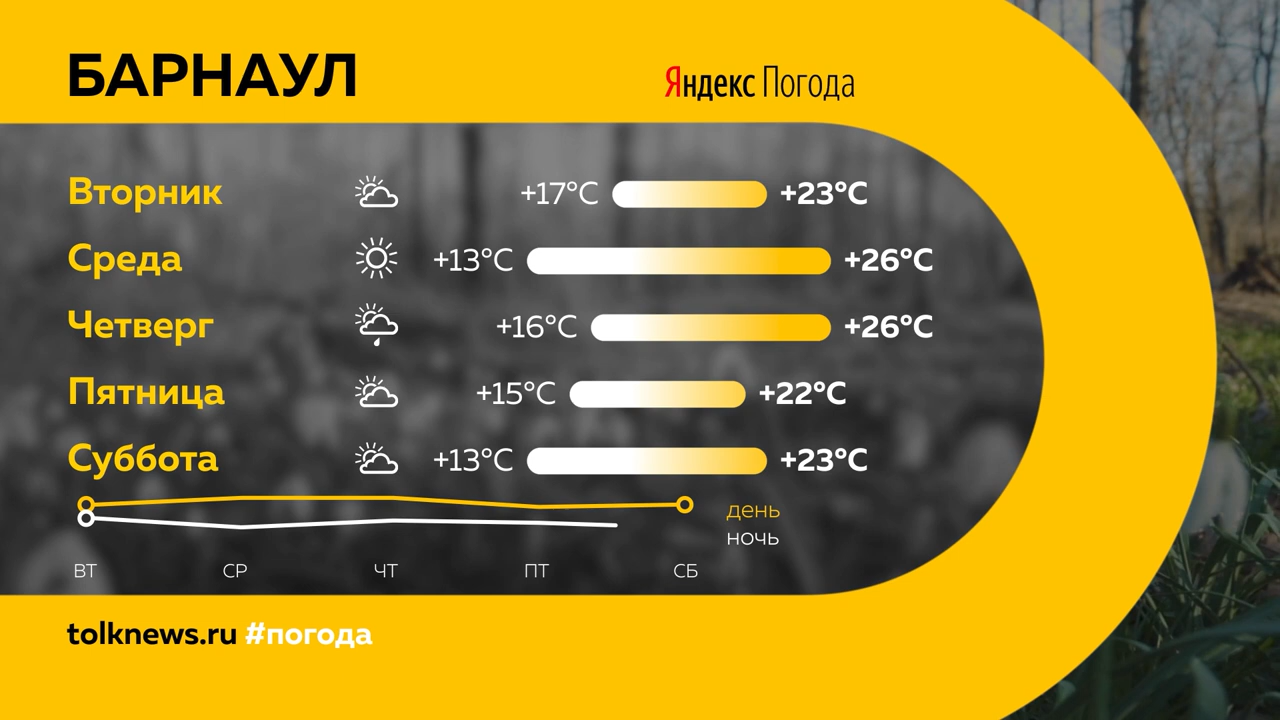 БАРНАУЛ
Яндекс Погода
Вторник +17°C +23°C
Среда +13°C +26°C
Четверг +16°C +26°C
Пятница +15°C +22°C
Суббота +13°C +23°C
день
ночь
ВТ СР ЧТ ПТ СБ
tolknews.ru #погода